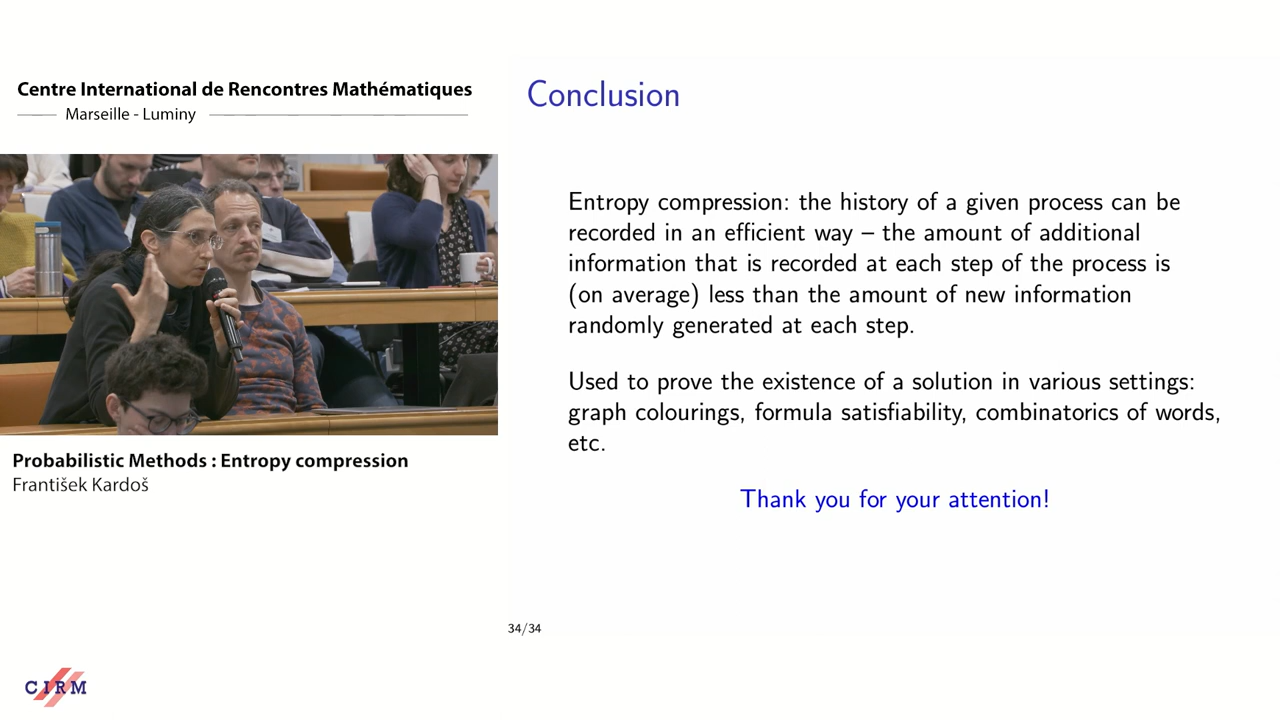 Centre International de Rencontres Mathématiques
Marseille - Luminy
Probabilistic Methods : Entropy compression
František Kardoš
Conclusion
Entropy compression: the history of a given process can be
recorded in an efficient way – the amount of additional
information that is recorded at each step of the process is
(on average) less than the amount of new information
randomly generated at each step.
Used to prove the existence of a solution in various settings:
graph colourings, formula satisfiability, combinatorics of words,
etc.
Thank you for your attention!
34/34
CIRM